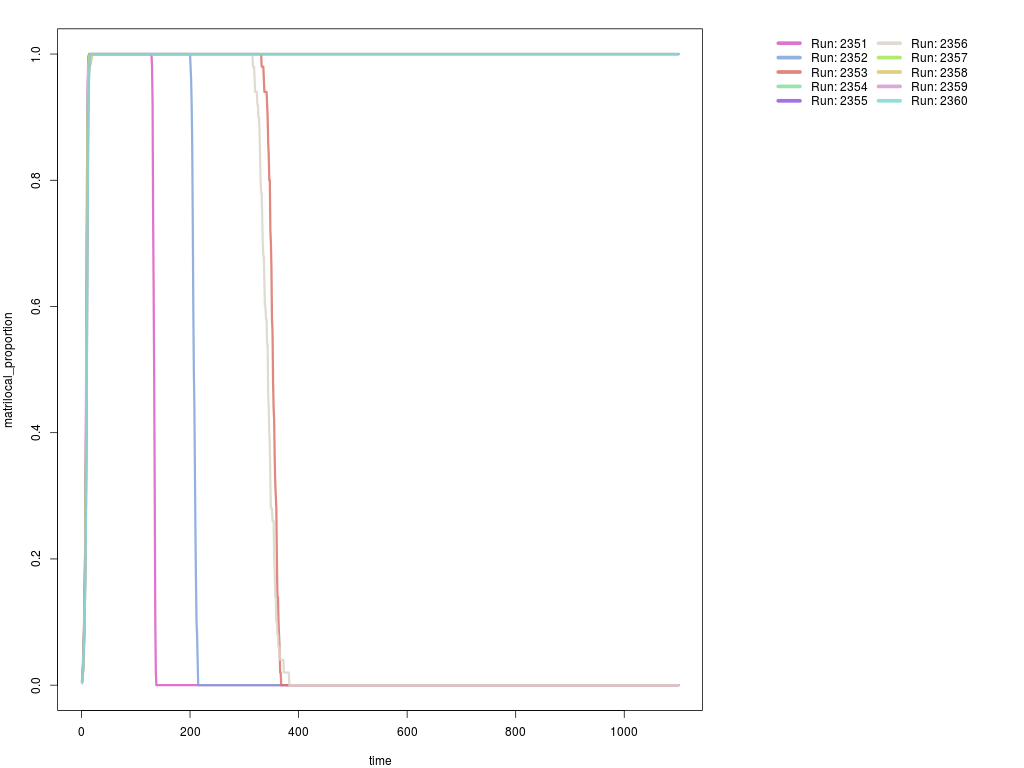 Run: 2351
Run: 2352
Run: 2353
Run: 2354
Run: 2355
Run: 2356
Run: 2357
Run: 2358
Run: 2359
Run: 2360
matrilocal_proportion
1.0
0.8
0.6
0.4
0.2
0.0
0
200
400
600
800
1000
time